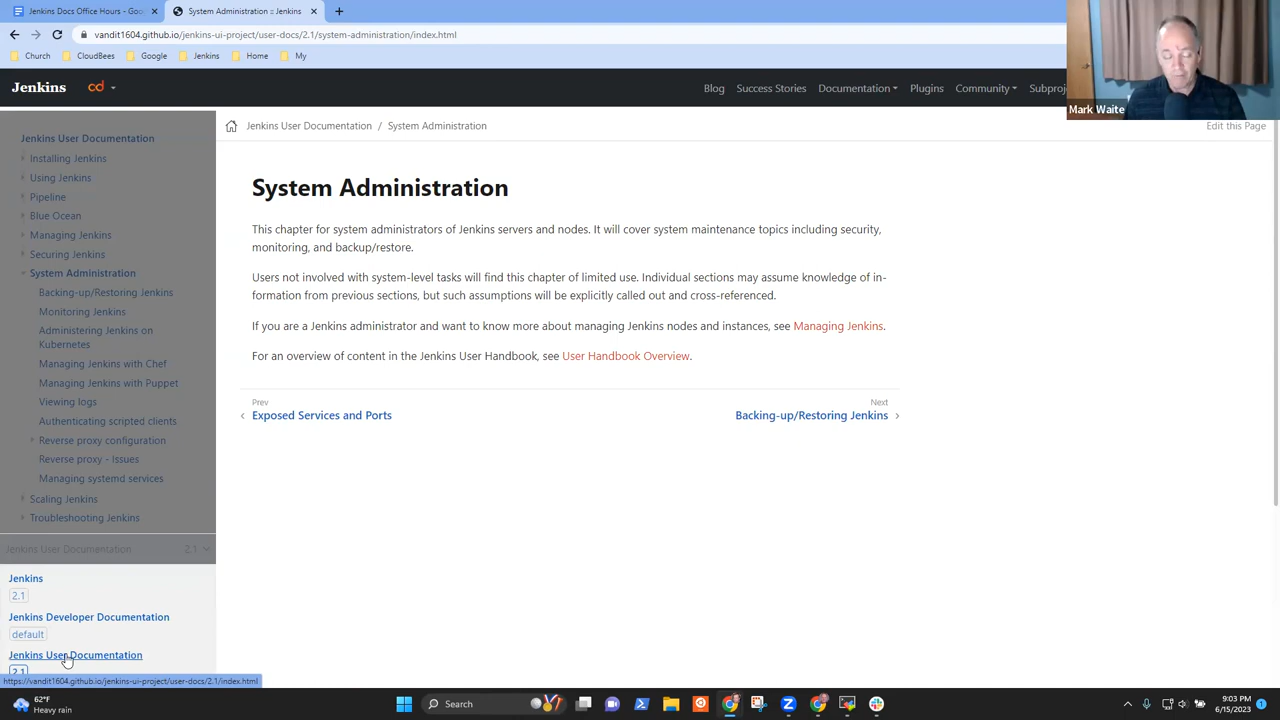 Jenkins Docs Office Hours - Goo
System Administration :: Jenkins
vandit1604.github.io/jenkins-ui-project/user-docs/2.1/system-administration/index.html
Church
CloudBees
Google
Jenkins
Home
My
Jenkins
cd
Blog
Success Stories
Documentation
Plugins
Community
Subproj
Mark Waite
Jenkins User Documentation
Installing Jenkins
Using Jenkins
Pipeline
Blue Ocean
Managing Jenkins
Securing Jenkins
System Administration
Backing-up/Restoring Jenkins
Monitoring Jenkins
Administering Jenkins on
Kubernetes
Managing Jenkins with Chef
Managing Jenkins with Puppet
Viewing logs
Authenticating scripted clients
Reverse proxy configuration
Reverse proxy - Issues
Managing systemd services
Scaling Jenkins
Troubleshooting Jenkins
Jenkins User Documentation 2.1
Jenkins
2.1
Jenkins Developer Documentation
default
Jenkins User Documentation
2.1
https://vandit1604.github.io/jenkins-ui-project/user-docs/2.1/index.html
Jenkins User Documentation / System Administration
Edit this Page
System Administration
This chapter for system administrators of Jenkins servers and nodes. It will cover system maintenance topics including security,
monitoring, and backup/restore.
Users not involved with system-level tasks will find this chapter of limited use. Individual sections may assume knowledge of in-
formation from previous sections, but such assumptions will be explicitly called out and cross-referenced.
If you are a Jenkins administrator and want to know more about managing Jenkins nodes and instances, see Managing Jenkins.
For an overview of content in the Jenkins User Handbook, see User Handbook Overview.
Prev
Exposed Services and Ports
Next
Backing-up/Restoring Jenkins
62°F
Heavy rain
Search
9:03 PM
6/15/2023